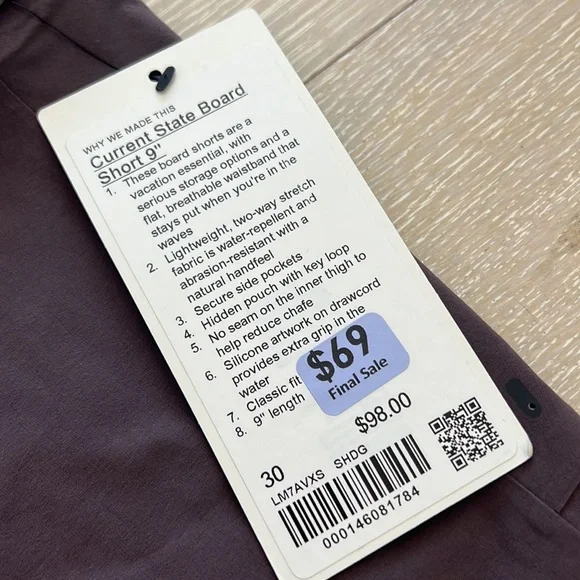 WHY WE MADE THIS
Current State Board
Short 9"
1. These board shorts are a
vacation essential, with
serious storage options and a
flat, breathable waistband that
stays put when you're in the
waves
2. Lightweight, two-way stretch
fabric is water-repellent and
abrasion-resistant with a
natural handfeel
3. Secure side pockets
4. Hidden pouch with key loop
5. No seam on the inner thigh to
help reduce chafe
6. Silicone artwork on drawcord
provides extra grip in the
water
7. Classic fit
8. 9" length
$69
Final Sale
$98.00
30
LM7AVXS SHDG
000146081784